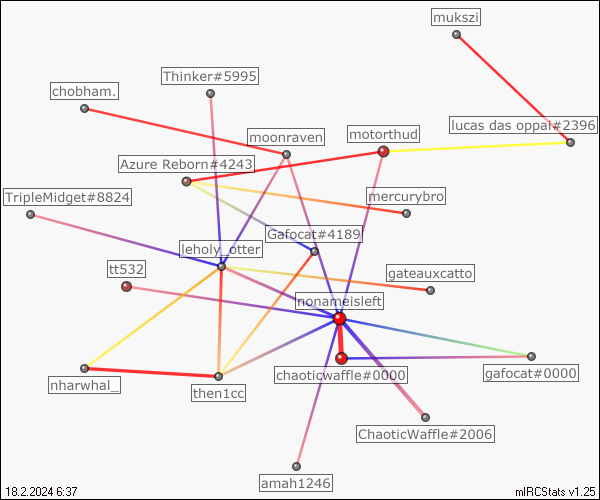 mukszi
Thinker#5995
chobham.
lucas das oppai#2396
moonraven
motorthud
Azure Reborn#4243
TripleMidget#8824
mercurybro
Gafocat#4189
leholy_otter
tt532
gateauxcatto
nonameisleft
chaoticwaffle#0000
gafocat#0000
nharwhal_
then1cc
ChaoticWaffle#2006
amah1246
18.2.2024 6:37
mIRCStats v1.25